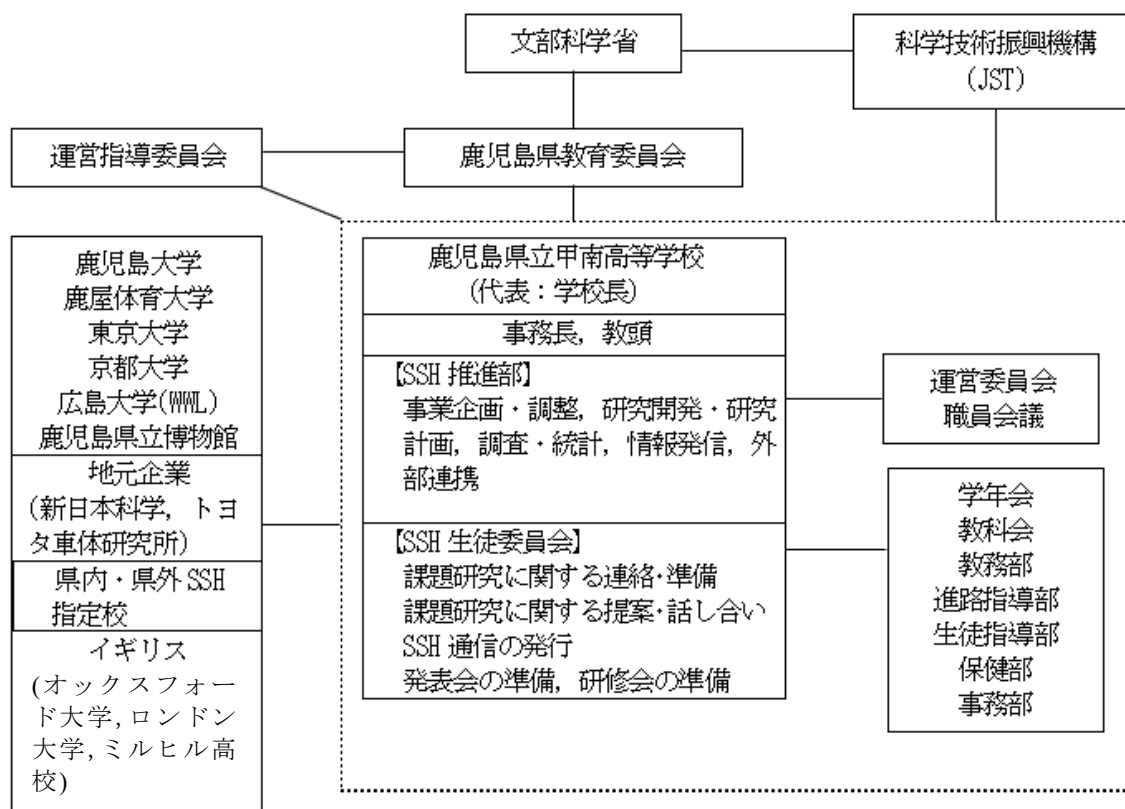 文部科学省
科学技術振興機構
(JST)
運営指導委員会
鹿児島県教育委員会
鹿児島大学
鹿屋体育大学
東京大学
京都大学
広島大学(WWL)
鹿児島県立博物館
地元企業
(新日本科学，トヨ
タ車体研究所)
県内・県外 SSH
指定校
イギリス
(オックスフォー
ド大学,ロンドン
大学,ミルヒル高
校)
鹿児島県立甲南高等学校
(代表：学校長)
事務長，教頭
【SSH 推進部】
事業企画・調整，研究開発・研究
計画，調査・統計，情報発信，外
部連携
【SSH 生徒委員会】
課題研究に関する連絡･準備
課題研究に関する提案･話し合い
SSH 通信の発行
発表会の準備，研修会の準備
運営委員会
職員会議
学年会
教科会
教務部
進路指導部
生徒指導部
保健部
事務部